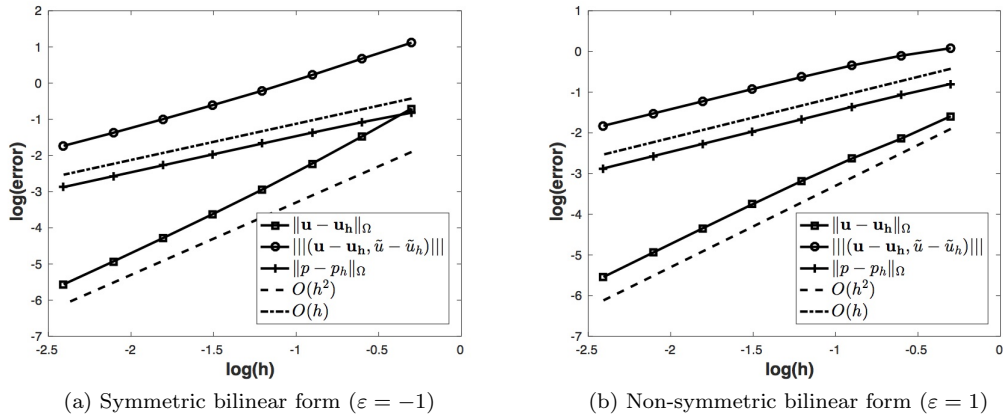 2
1
0
-1
-2
-3
-4
-5
-6
-7
log(error)
-2.5
-2
-1.5
-1
-0.5
0
log(h)
‖u − u_h‖_Ω
|||(u − u_h, ũ − ũ_h)|||
‖p − p_h‖_Ω
O(h²)
O(h)
(a) Symmetric bilinear form (ε = −1)
1
0
-1
-2
-3
-4
-5
-6
-7
log(error)
-2.5
-2
-1.5
-1
-0.5
0
log(h)
‖u − u_h‖_Ω
|||(u − u_h, ũ − ũ_h)|||
‖p − p_h‖_Ω
O(h²)
O(h)
(b) Non-symmetric bilinear form (ε = 1)